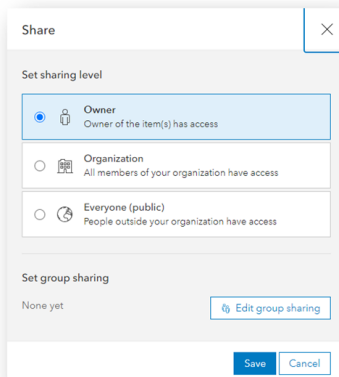 Share
Set sharing level
Owner
Owner of the item(s) has access
Organization
All members of your organization have access
Everyone (public)
People outside your organization have access
Set group sharing
None yet
Edit group sharing
Save
Cancel